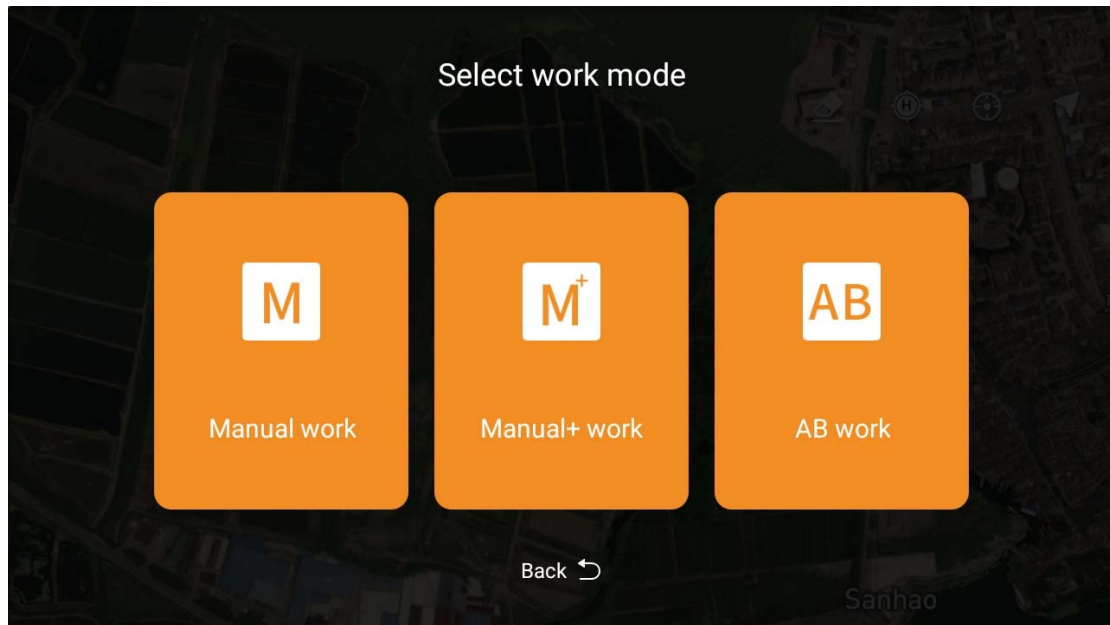 Select work mode
H
M
M+
AB
Manual work
Manual+ work
AB work
Back
Sanhao